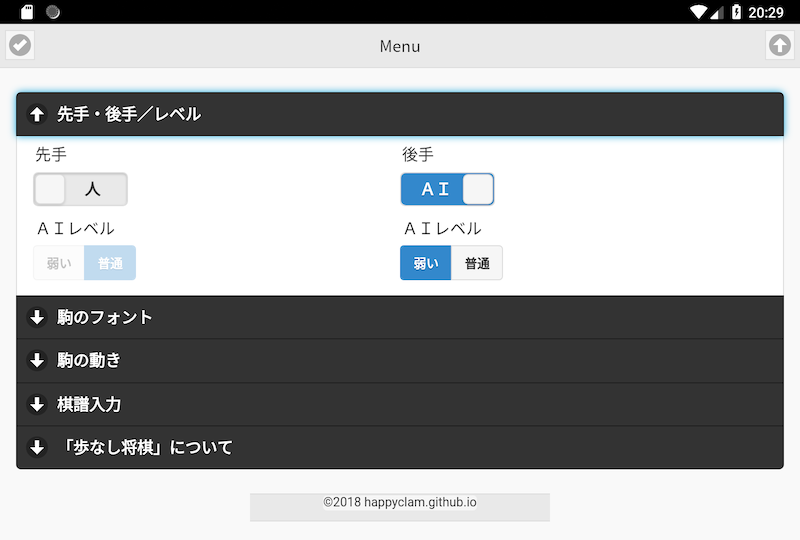 20:29
Menu
先手・後手／レベル
先手
後手
人
ＡＩ
ＡＩレベル
ＡＩレベル
弱い 普通
弱い 普通
駒のフォント
駒の動き
棋譜入力
「歩なし将棋」について
©2018 happyclam.github.io